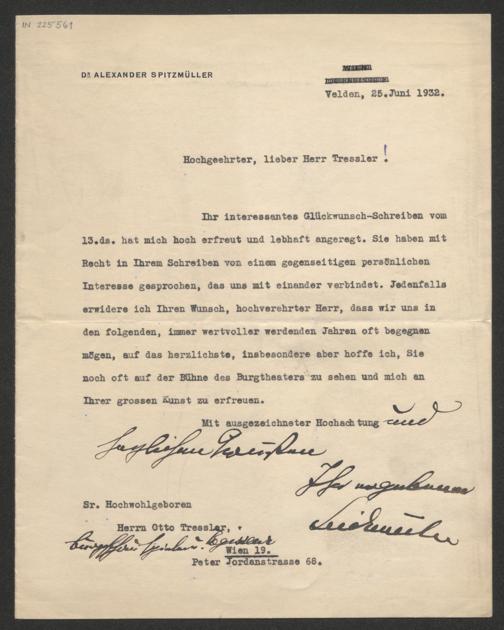 IN 225561
DR ALEXANDER SPITZMÜLLER
Velden, 25.Juni 1932.
Hochgeehrter, lieber Herr Tressler !
Ihr interessantes Glückwunsch-Schreiben vom
13.ds. hat mich hoch erfreut und lebhaft angeregt. Sie haben mit
Recht in Ihrem Schreiben von einem gegenseitigen persönlichen
Interesse gesprochen, das uns mit einander verbindet. Jedenfalls
erwidere ich Ihren Wunsch, hochverehrter Herr, dass wir uns in
den folgenden, immer wertvoller werdenden Jahren oft begegnen
mögen, auf das herzlichste, insbesondere aber hoffe ich, Sie
noch oft auf der Bühne des Burgtheaters zu sehen und mich an
Ihrer grossen Kunst zu erfreuen.
Mit ausgezeichneter Hochachtung und
herzlichen Grüßen
Ihr ergebener
Spitzmüller
Sr. Hochwohlgeboren
Herrn Otto Tressler,
Wien 19.
Peter Jordanstrasse 68.